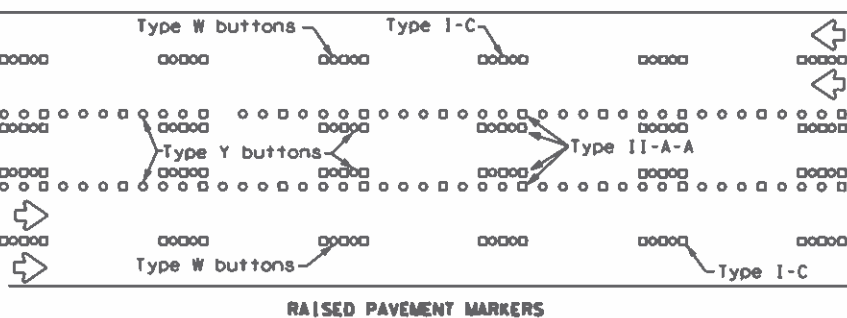 Type W buttons
Type I-C
Type Y buttons
Type II-A-A
Type W buttons
Type I-C
RAISED PAVEMENT MARKERS